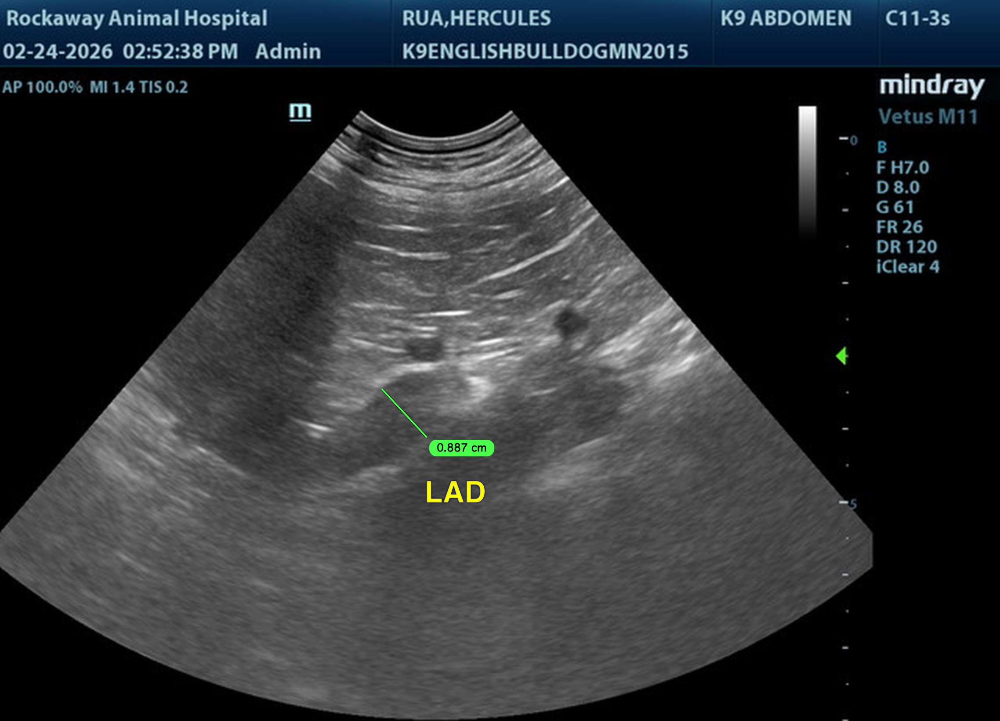 Rockaway Animal Hospital
RUA,HERCULES
K9 ABDOMEN
C11-3s
02-24-2026 02:52:38 PM Admin
K9ENGLISHBULLDOGMN2015
AP 100.0% MI 1.4 TIS 0.2
mindray
m
Vetus M11
0
B
F H7.0
D 8.0
G 61
FR 26
DR 120
iClear 4
0.887 cm
LAD
5